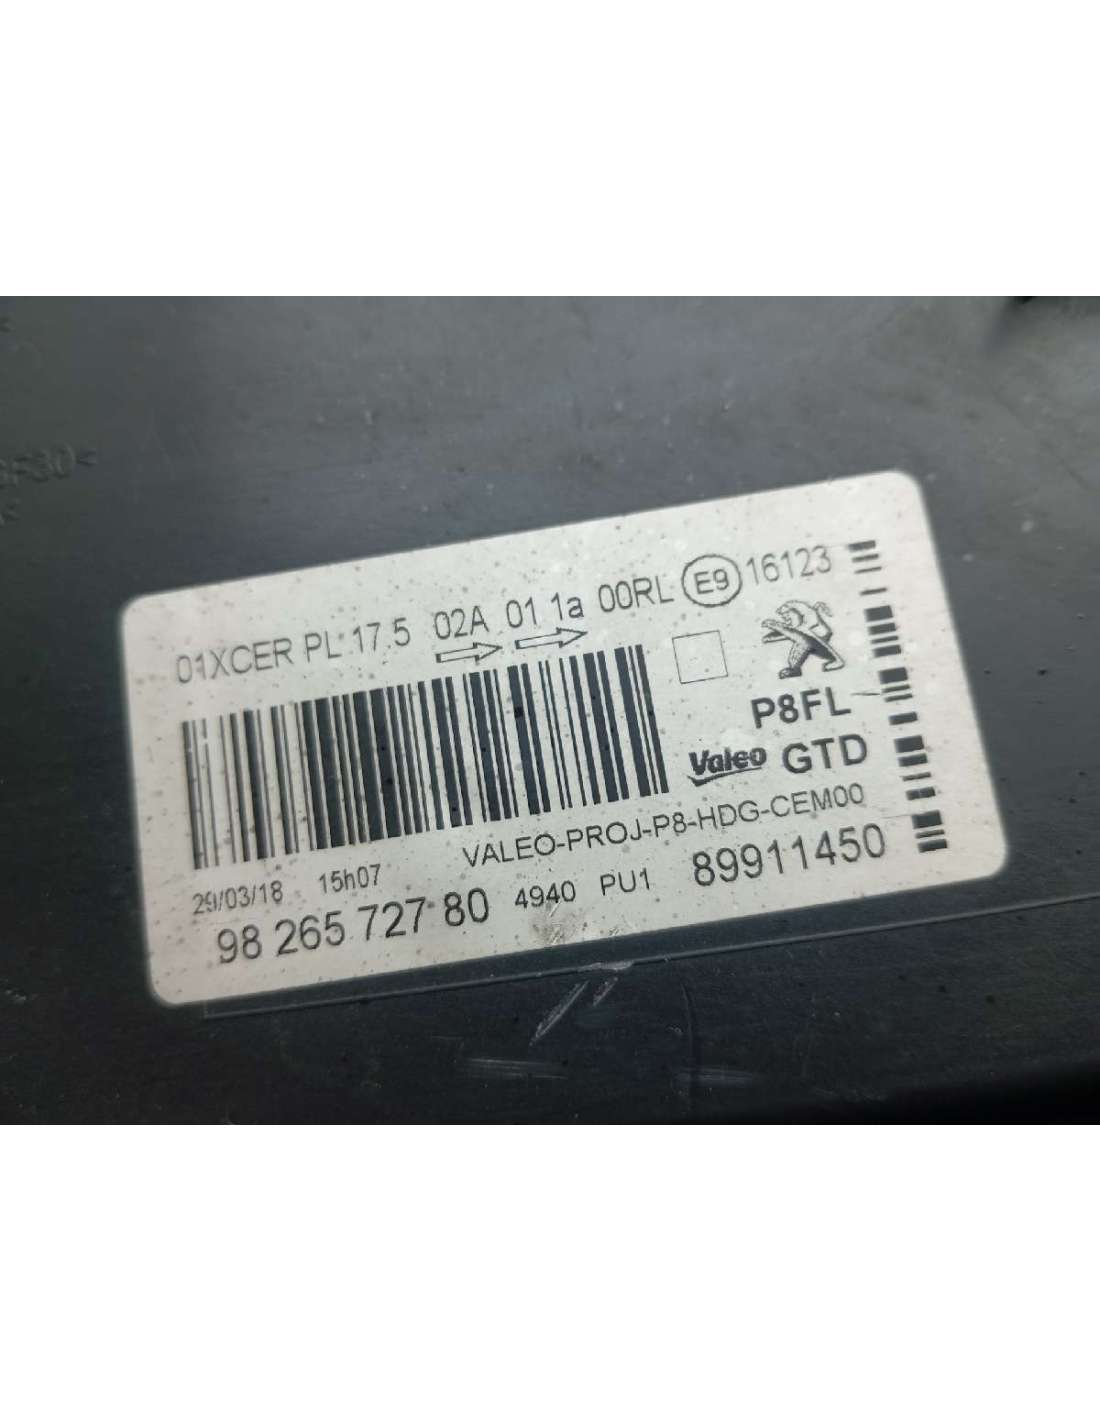 01XCER PL 17.5 02A 01 1a 00RL E9 16123
P8FL
Valeo GTD
VALEO-PROJ-P8-HDG-CEM00
29/03/18 15h07
98 265 727 80 4940 PU1 89911450